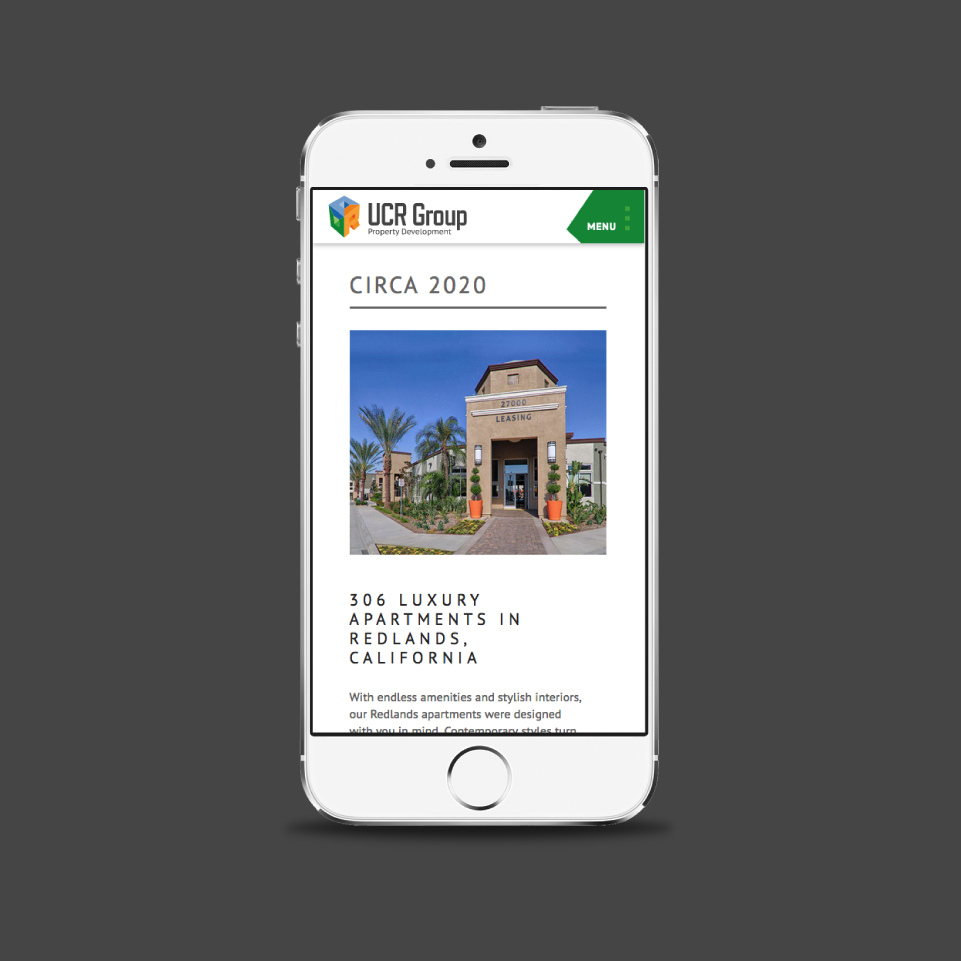 UCR Group
Property Development
MENU
CIRCA 2020
27000
LEASING
306 LUXURY
APARTMENTS IN
REDLANDS,
CALIFORNIA
With endless amenities and stylish interiors,
our Redlands apartments were designed
with you in mind. Contemporary styles turn